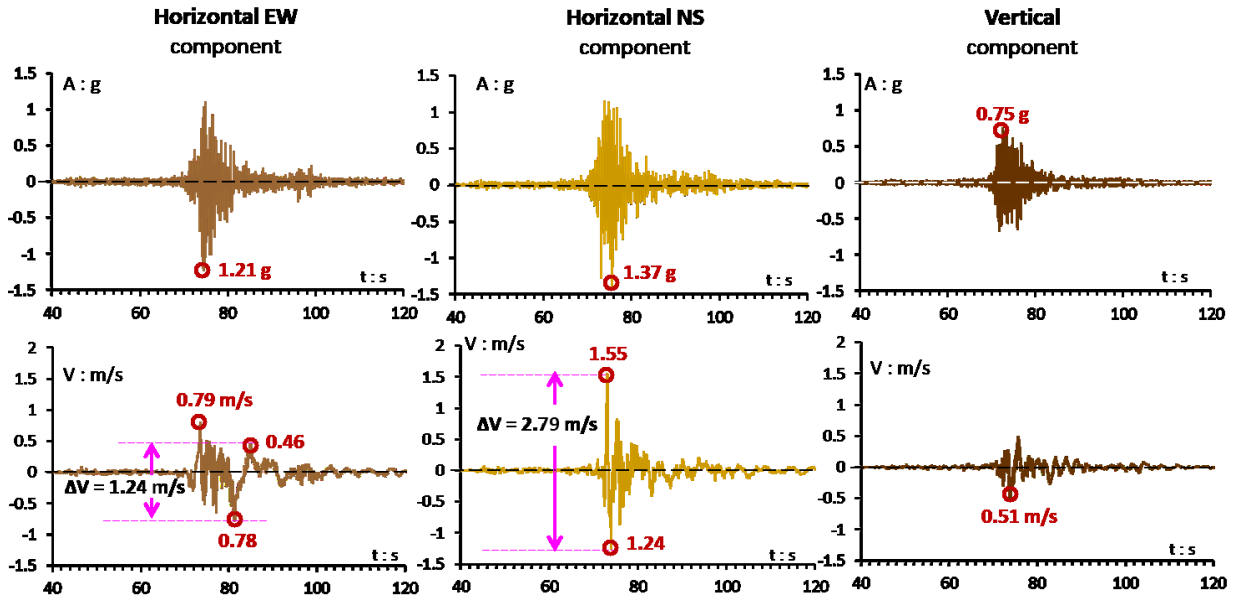 Horizontal EW
component
Horizontal NS
component
Vertical
component
1.5
1
0.5
0
-0.5
-1
-1.5
A : g
1.21 g
t : s
40 60 80 100 120
1.5
1
0.5
0
-0.5
-1
-1.5
A : g
1.37 g
t : s
40 60 80 100 120
1.5
1
0.5
0
-0.5
-1
-1.5
A : g
0.75 g
t : s
40 60 80 100 120
2
1.5
1
0.5
0
-0.5
-1
-1.5
V : m/s
0.79 m/s
0.46
ΔV = 1.24 m/s
0.78
t : s
40 60 80 100 120
2
1.5
1
0.5
0
-0.5
-1
-1.5
V : m/s
1.55
ΔV = 2.79 m/s
1.24
t : s
40 60 80 100 120
2
1.5
1
0.5
0
-0.5
-1
-1.5
V : m/s
0.51 m/s
t : s
40 60 80 100 120